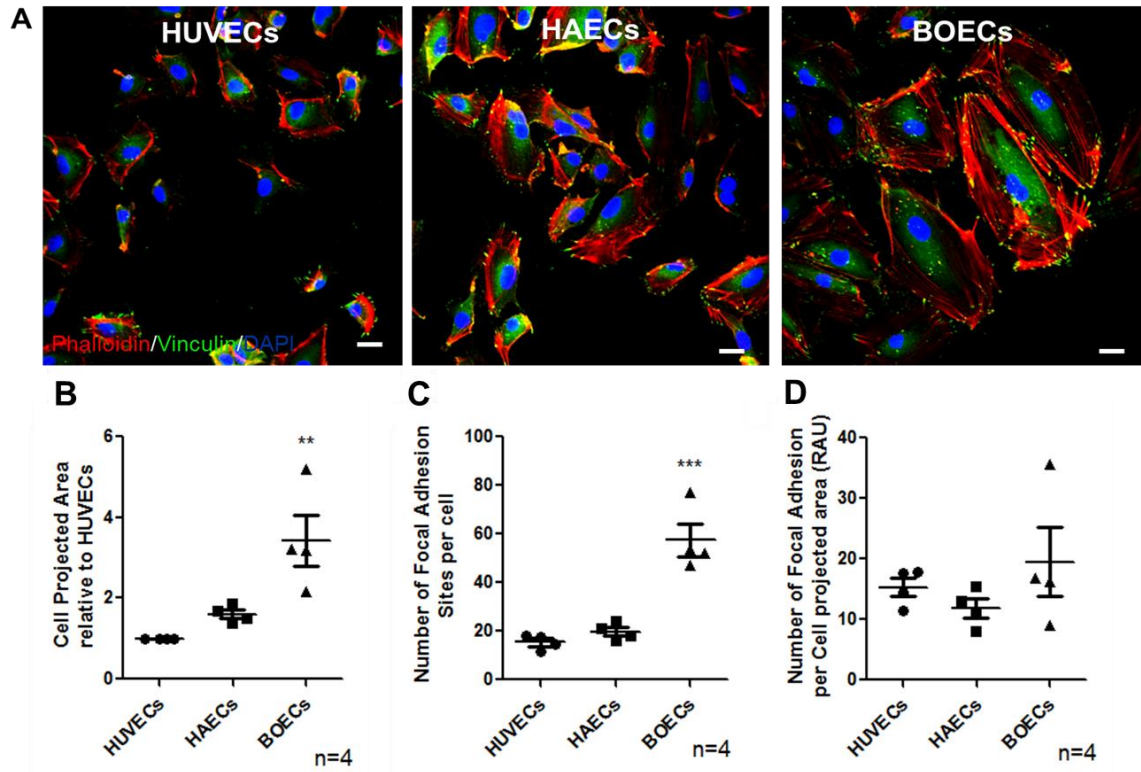 A
HUVECs
HAECs
BOECs
Phalloidin/Vinculin/DAPI
B
Cell Projected Area
relative to HUVECs
6
4
2
0
**
HUVECs
HAECs
BOECs
n=4
C
Number of Focal Adhesion
Sites per cell
100
80
60
40
20
0
***
HUVECs
HAECs
BOECs
n=4
D
Number of Focal Adhesion
per Cell projected area (RAU)
40
30
20
10
0
HUVECs
HAECs
BOECs
n=4